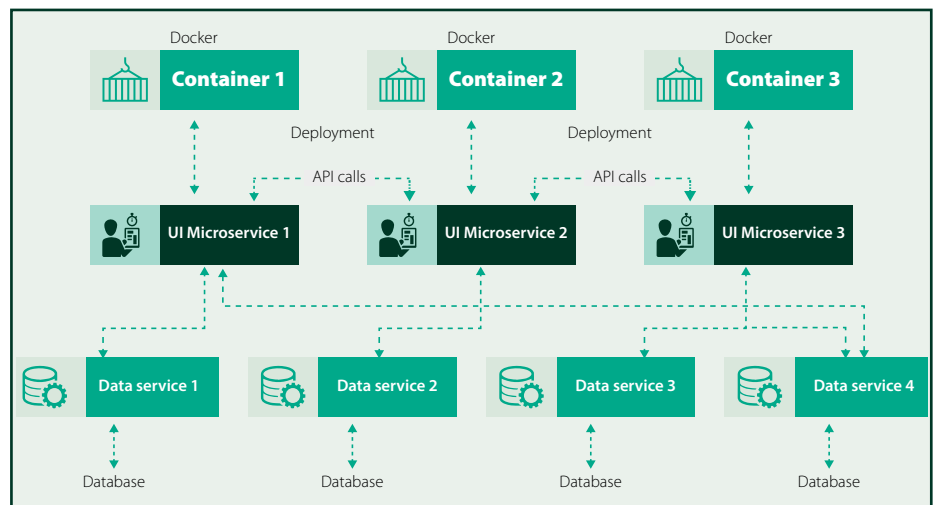 Docker
Docker
Docker
Container 1
Container 2
Container 3
Deployment
Deployment
API calls
API calls
UI Microservice 1
UI Microservice 2
UI Microservice 3
Data service 1
Data service 2
Data service 3
Data service 4
Database
Database
Database
Database